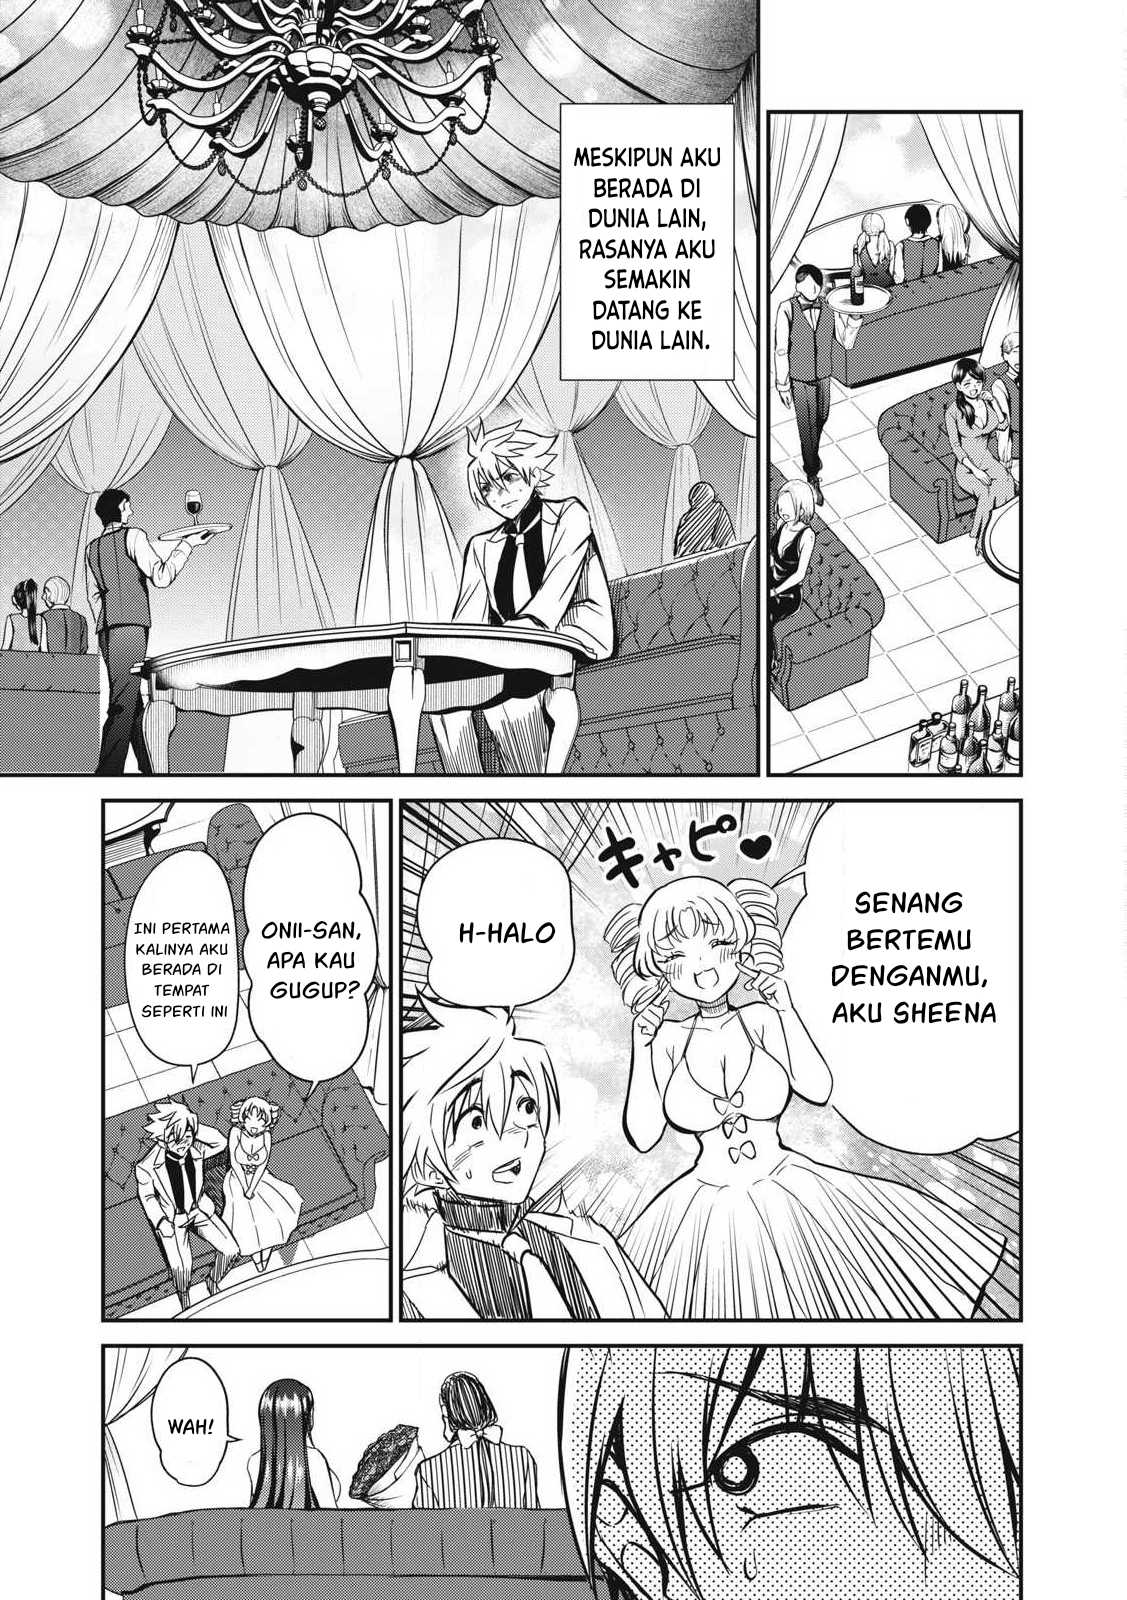 MESKIPUN AKU
BERADA DI
DUNIA LAIN,
RASANYA AKU
SEMAKIN
DATANG KE
DUNIA LAIN.
キャピ♥
SENANG
BERTEMU
DENGANMU,
AKU SHEENA
H-HALO
ONII-SAN,
APA KAU
GUGUP?
INI PERTAMA
KALINYA AKU
BERADA DI
TEMPAT
SEPERTI INI
WAH!